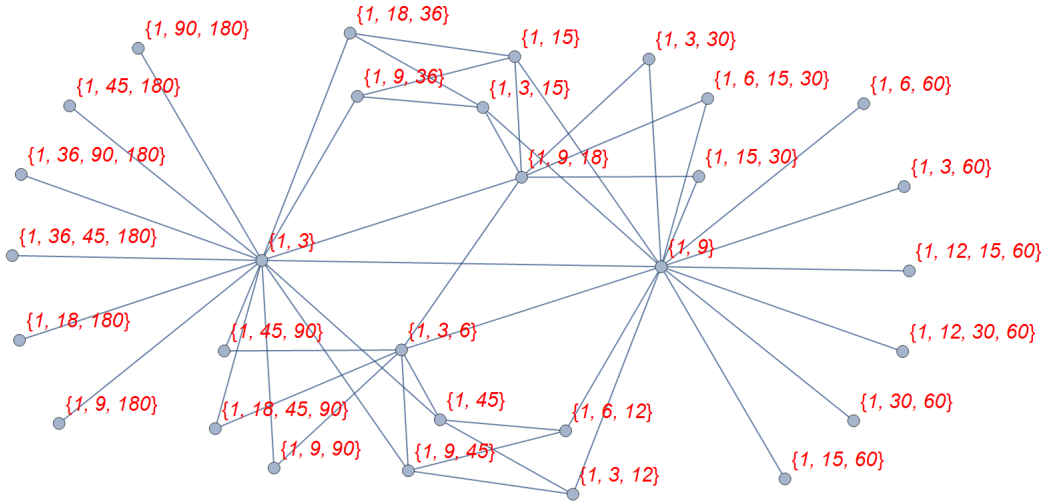 {1, 18, 36}
{1, 90, 180}
{1, 15}
{1, 3, 30}
{1, 45, 180}
{1, 9, 36}
{1, 3, 15}
{1, 6, 15, 30}
{1, 6, 60}
{1, 36, 90, 180}
{1, 9, 18}
{1, 15, 30}
{1, 3, 60}
{1, 36, 45, 180}
{1, 3}
{1, 9}
{1, 12, 15, 60}
{1, 18, 180}
{1, 45, 90}
{1, 3, 6}
{1, 12, 30, 60}
{1, 9, 180}
{1, 18, 45, 90}
{1, 45}
{1, 6, 12}
{1, 30, 60}
{1, 9, 90}
{1, 9, 45}
{1, 3, 12}
{1, 15, 60}